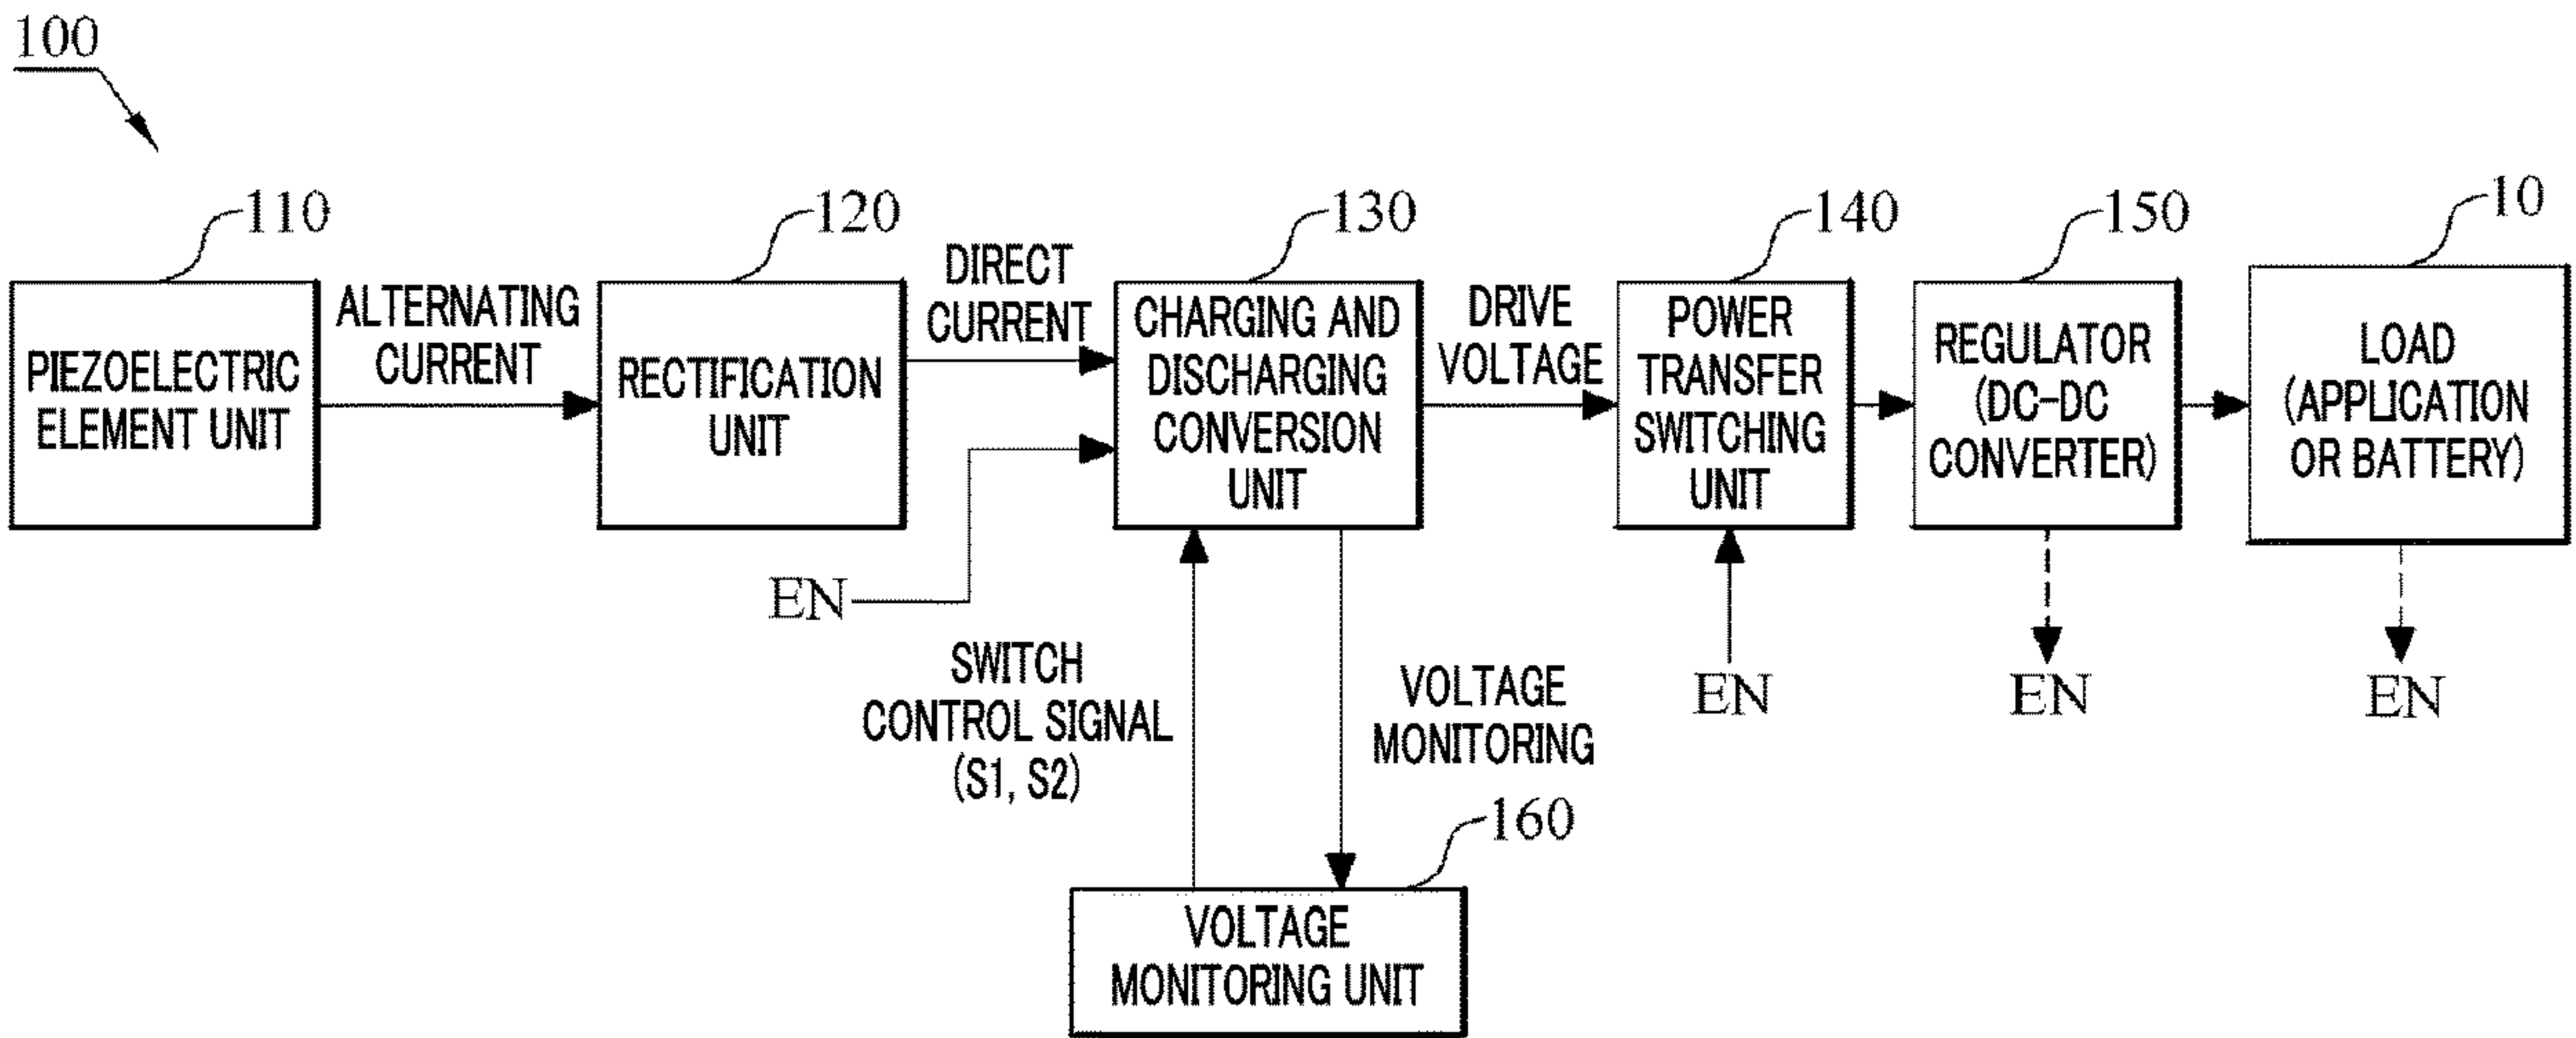 100
110
120
130
140
150
10
PIEZOELECTRIC
ELEMENT UNIT
ALTERNATING
CURRENT
RECTIFICATION
UNIT
DIRECT
CURRENT
CHARGING AND
DISCHARGING
CONVERSION
UNIT
DRIVE
VOLTAGE
POWER
TRANSFER
SWITCHING
UNIT
REGULATOR
(DC-DC
CONVERTER)
LOAD
(APPLICATION
OR BATTERY)
EN
SWITCH
CONTROL SIGNAL
(S1, S2)
VOLTAGE
MONITORING
EN
EN
EN
160
VOLTAGE
MONITORING UNIT